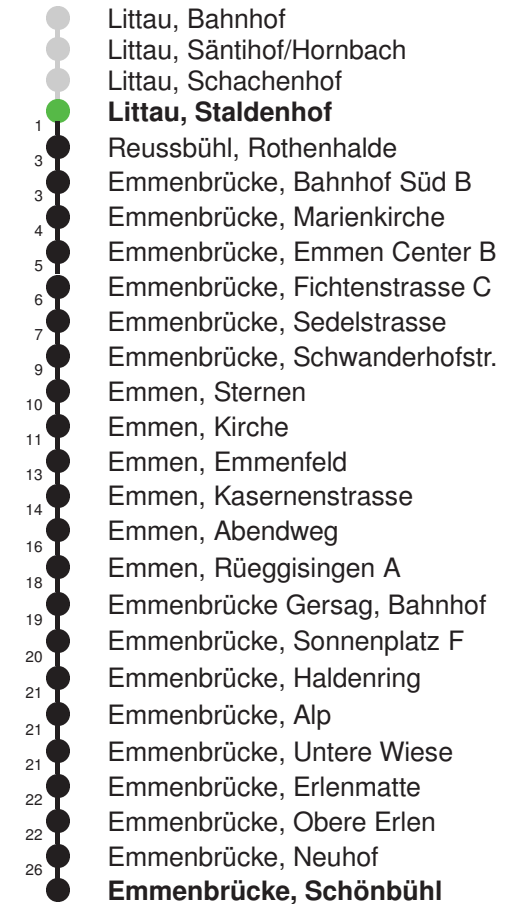 Littau, Bahnhof
Littau, Säntihof/Hornbach
Littau, Schachenhof
Littau, Staldenhof
1
Reussbühl, Rothenhalde
3
Emmenbrücke, Bahnhof Süd B
3
Emmenbrücke, Marienkirche
4
Emmenbrücke, Emmen Center B
5
Emmenbrücke, Fichtenstrasse C
6
Emmenbrücke, Sedelstrasse
7
Emmenbrücke, Schwanderhofstr.
9
Emmen, Sternen
10
Emmen, Kirche
11
Emmen, Emmenfeld
13
Emmen, Kasernenstrasse
14
Emmen, Abendweg
16
Emmen, Rüeggisingen A
18
Emmenbrücke Gersag, Bahnhof
19
Emmenbrücke, Sonnenplatz F
20
Emmenbrücke, Haldenring
21
Emmenbrücke, Alp
21
Emmenbrücke, Untere Wiese
21
Emmenbrücke, Erlenmatte
22
Emmenbrücke, Obere Erlen
22
Emmenbrücke, Neuhof
26
Emmenbrücke, Schönbühl